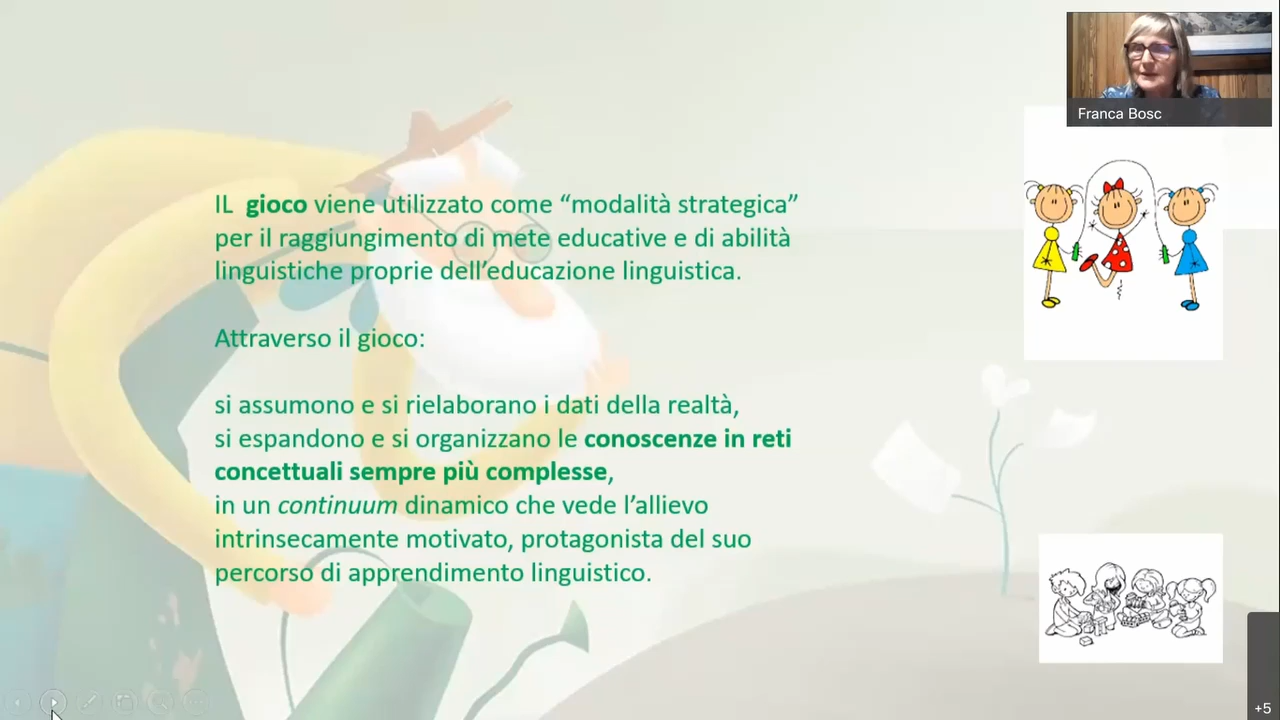 Franca Bosc
IL gioco viene utilizzato come “modalità strategica”
per il raggiungimento di mete educative e di abilità
linguistiche proprie dell’educazione linguistica.
Attraverso il gioco:
si assumono e si rielaborano i dati della realtà,
si espandono e si organizzano le conoscenze in reti
concettuali sempre più complesse,
in un continuum dinamico che vede l’allievo
intrinsecamente motivato, protagonista del suo
percorso di apprendimento linguistico.
+5